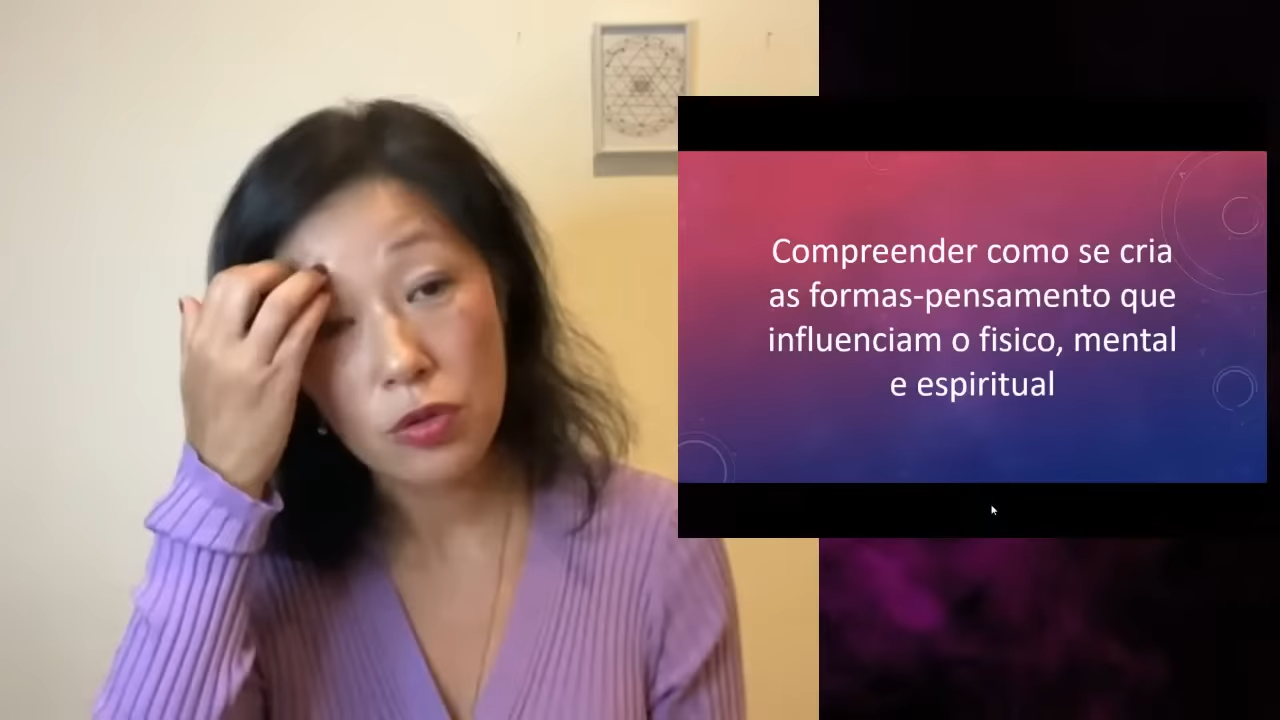 Compreender como se cria
as formas-pensamento que
influenciam o fisico, mental
e espiritual